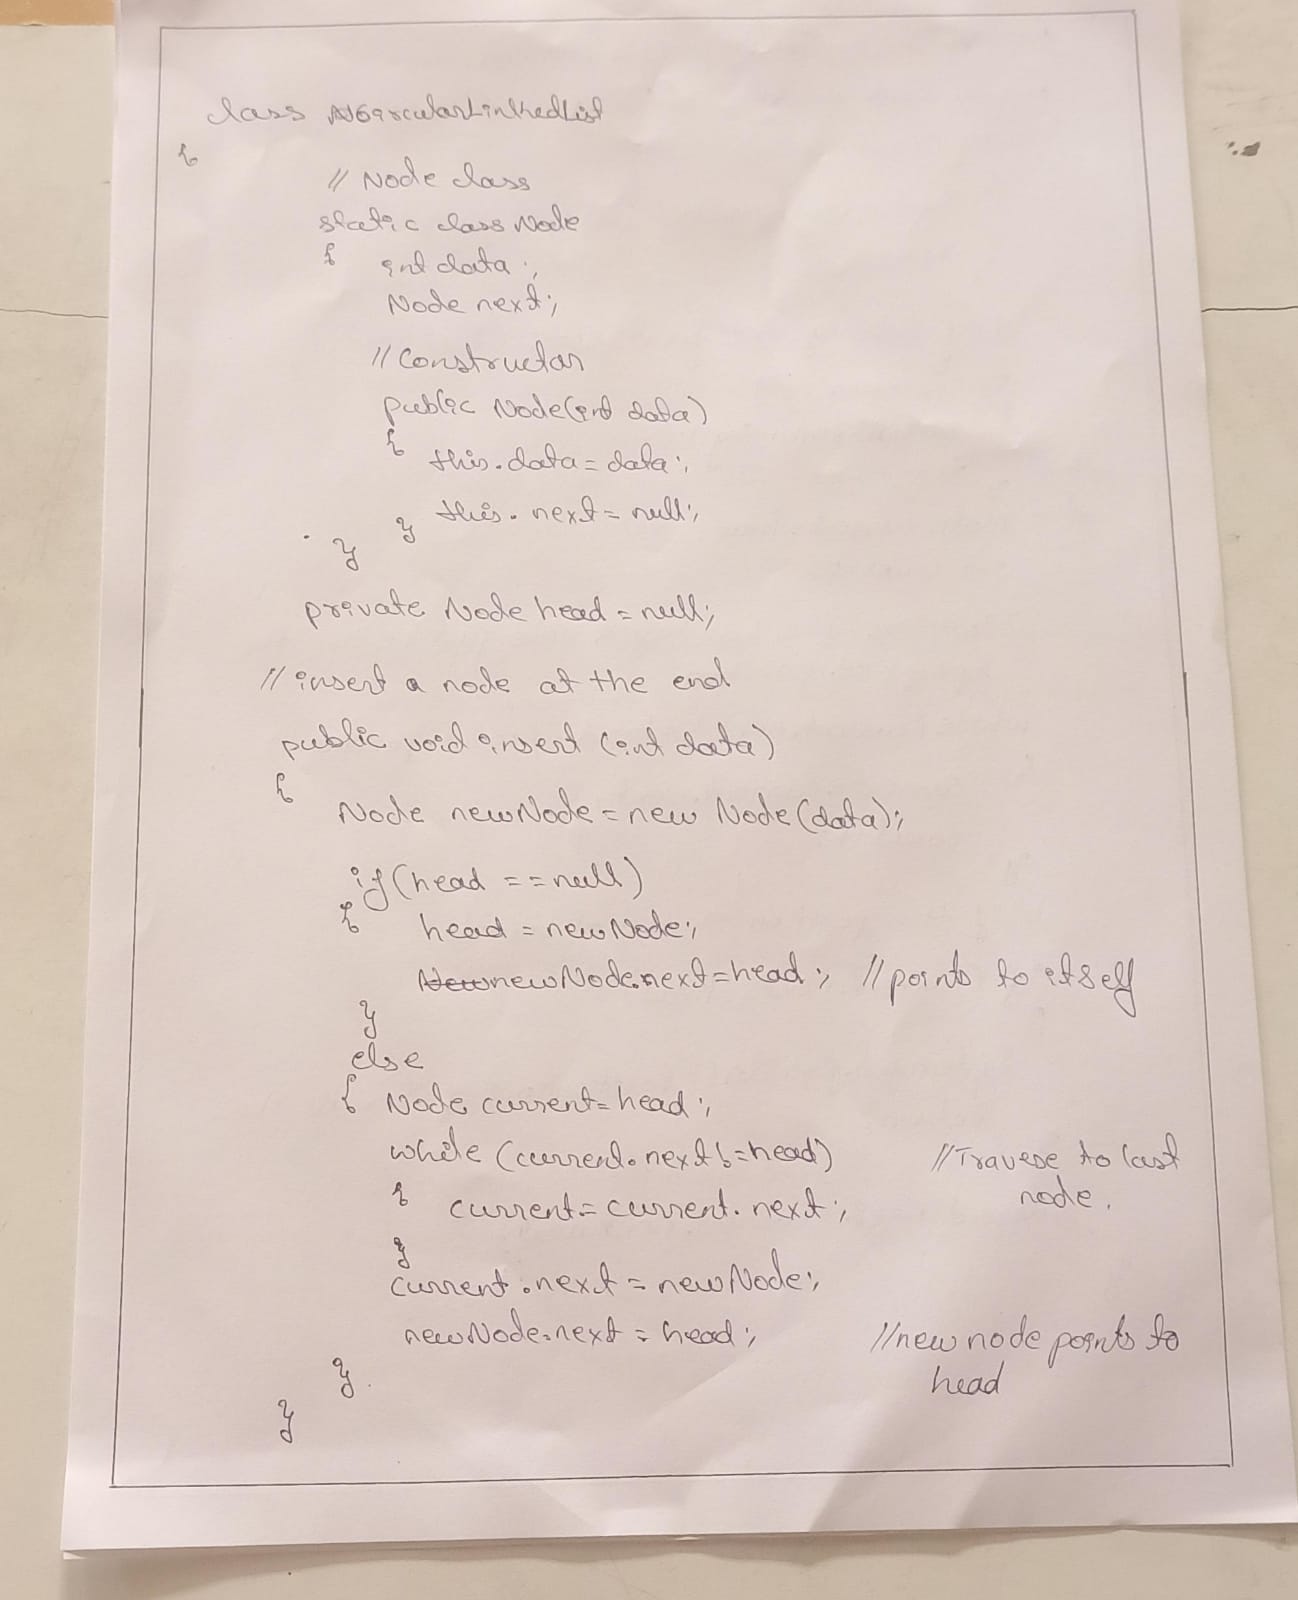 class CircularLinkedList
{
// Node class
static class Node
{ int data;
Node next;
// Constructor
public Node(int data)
{ this.data = data;
this.next = null;
}
}
private Node head = null;
// insert a node at the end
public void insert (int data)
{
Node newNode = new Node(data);
if(head == null)
{ head = newNode;
newNode.next = head; // points to itself
}
else
{ Node current = head;
while (current.next != head) // Travese to last
node.
{ current = current.next;
}
current.next = newNode;
newNode.next = head; // new node points to
head
}
}